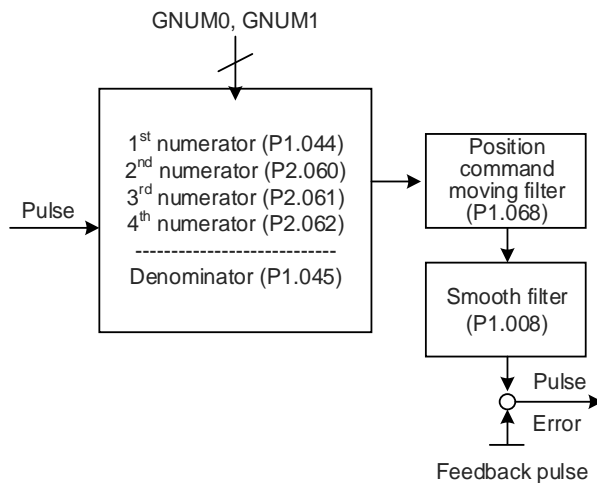 GNUM0, GNUM1
1st numerator (P1.044)
2nd numerator (P2.060)
3rd numerator (P2.061)
4th numerator (P2.062)
----------------------------
Denominator (P1.045)
Pulse
Position
command
moving filter
(P1.068)
Smooth filter
(P1.008)
Pulse
Error
Feedback pulse